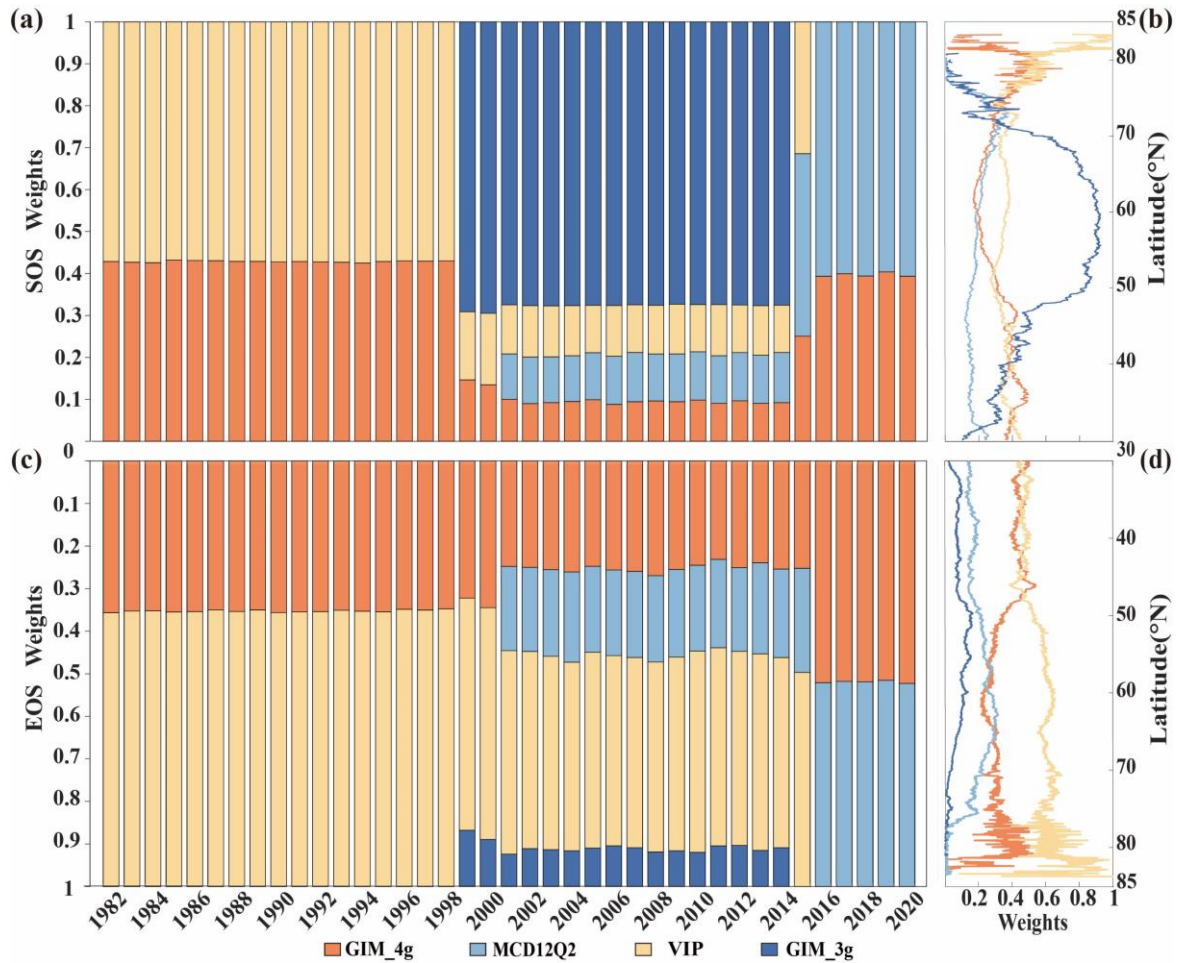 (a)
1
0.9
0.8
0.7
0.6
0.5
0.4
0.3
0.2
0.1
SOS Weights
(b)
85
80
70
60
50
40
30
Latitude(°N)
(c)
0
0.1
0.2
0.3
0.4
0.5
0.6
0.7
0.8
0.9
1
EOS Weights
(d)
40
50
60
70
80
85
Latitude(°N)
1982 1984 1986 1988 1990 1992 1994 1996 1998 2000 2002 2004 2006 2008 2010 2012 2014 2016 2018 2020
0.2 0.4 0.6 0.8 1
Weights
GIM_4g MCD12Q2 VIP GIM_3g